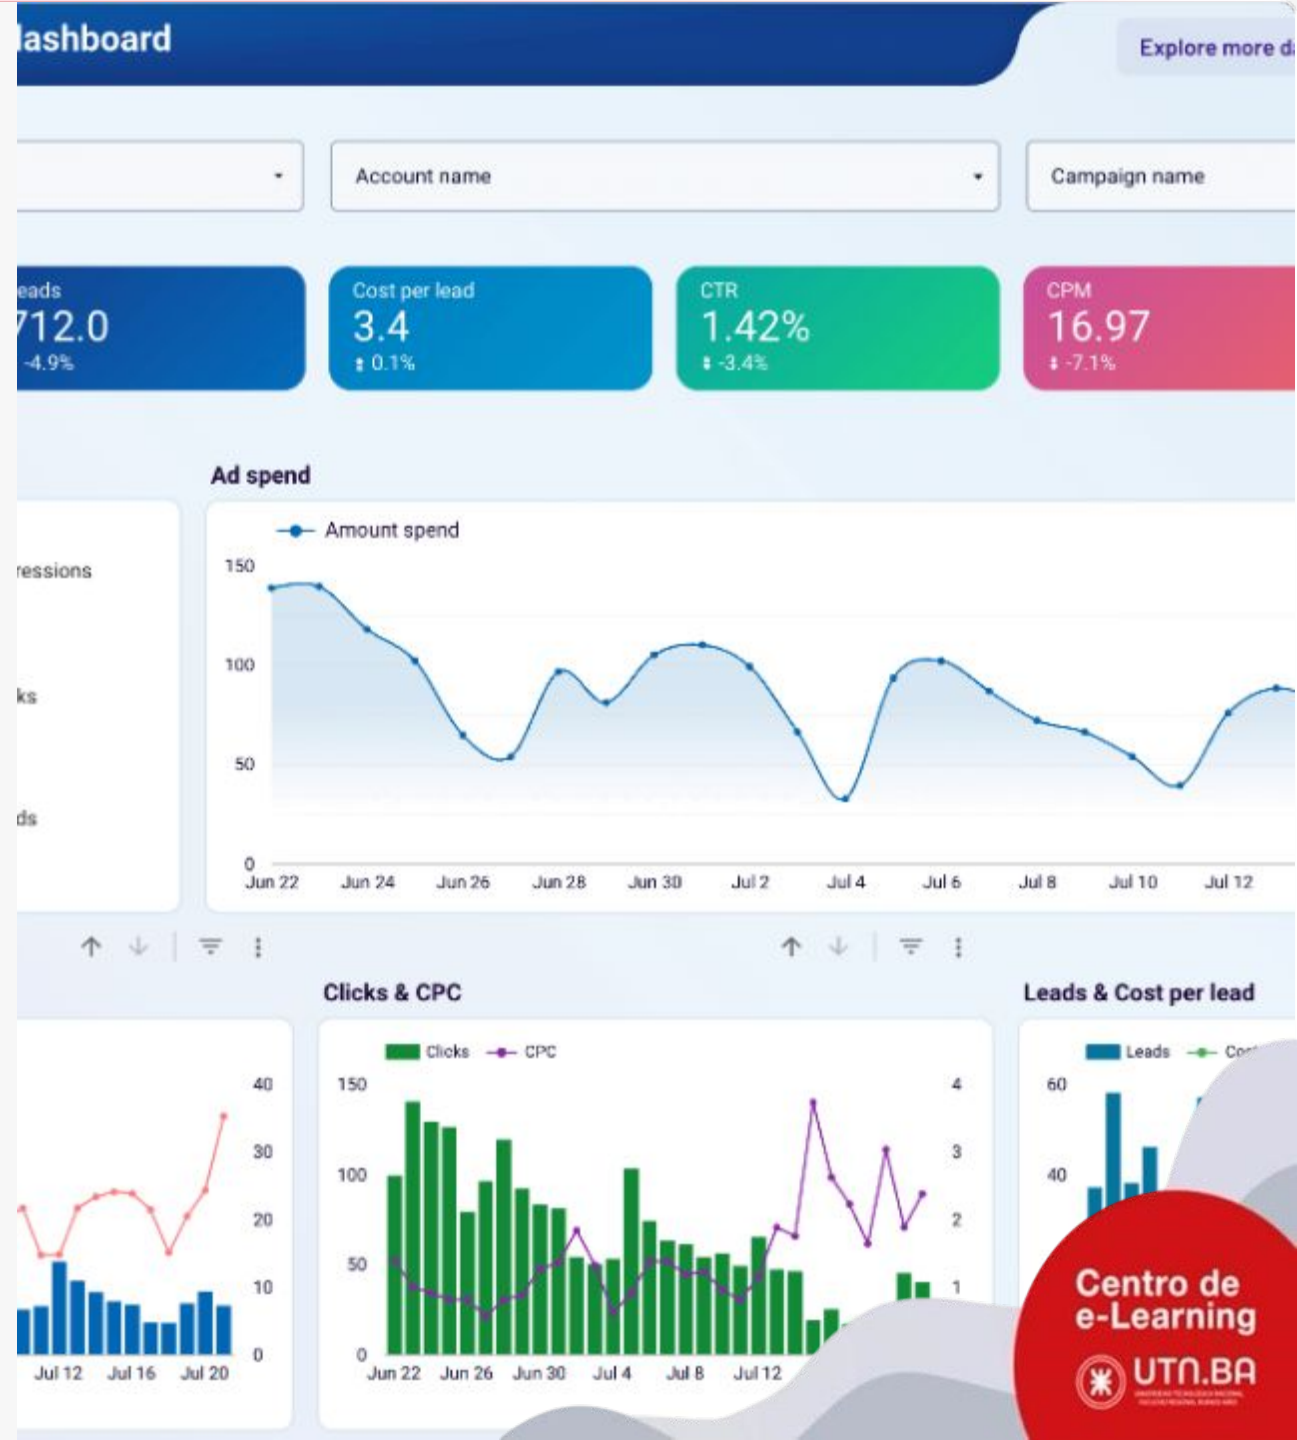 dashboard
Explore more da
Account name
Campaign name
eads
712.0
-4.9%
Cost per lead
3.4
0.1%
CTR
1.42%
-3.4%
CPM
16.97
-7.1%
Ad spend
Amount spend
ressions
ks
ds
150
100
50
0
Jun 22 Jun 24 Jun 26 Jun 28 Jun 30 Jul 2 Jul 4 Jul 6 Jul 8 Jul 10 Jul 12
40
30
20
10
0
Jul 12 Jul 16 Jul 20
Clicks & CPC
Clicks CPC
150
100
50
0
4
3
2
1
Jun 22 Jun 26 Jun 30 Jul 4 Jul 8 Jul 12
Leads & Cost per lead
Leads
60
40
Centro de
e-Learning
UTN.BA